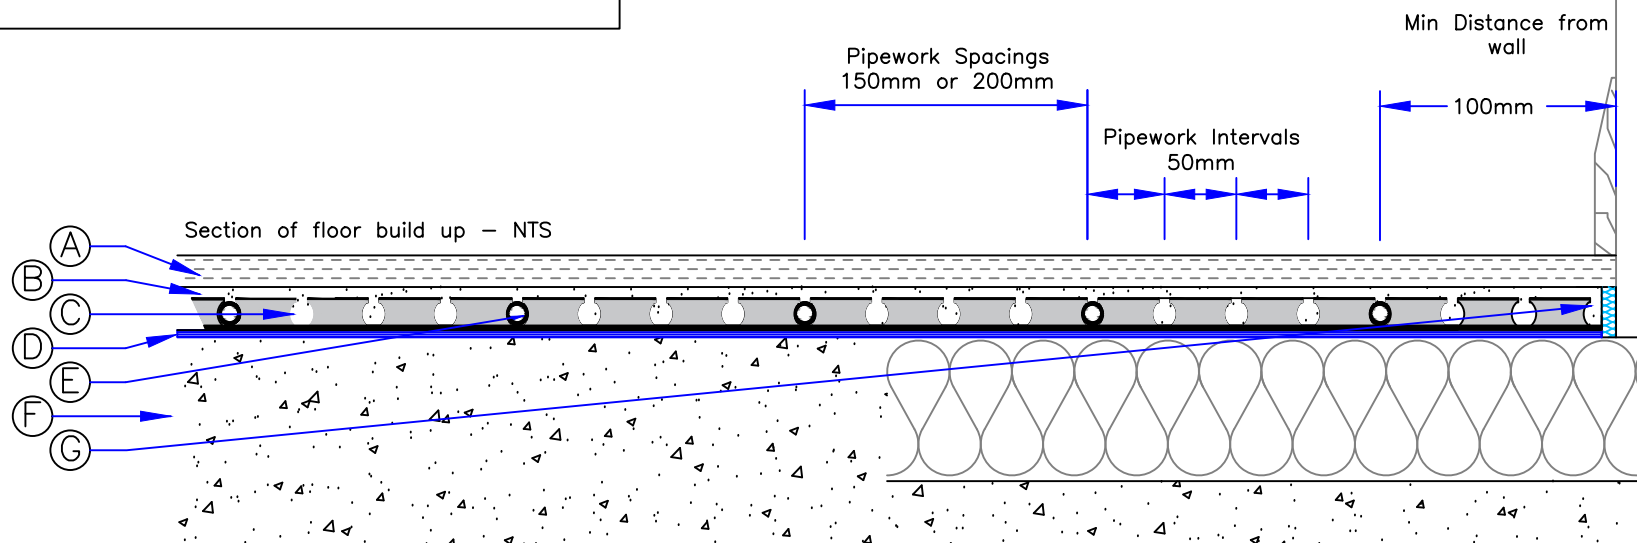 Min Distance from
wall
Pipework Spacings
150mm or 200mm
100mm
Pipework Intervals
50mm
Section of floor build up - NTS
A
B
C
D
E
F
G